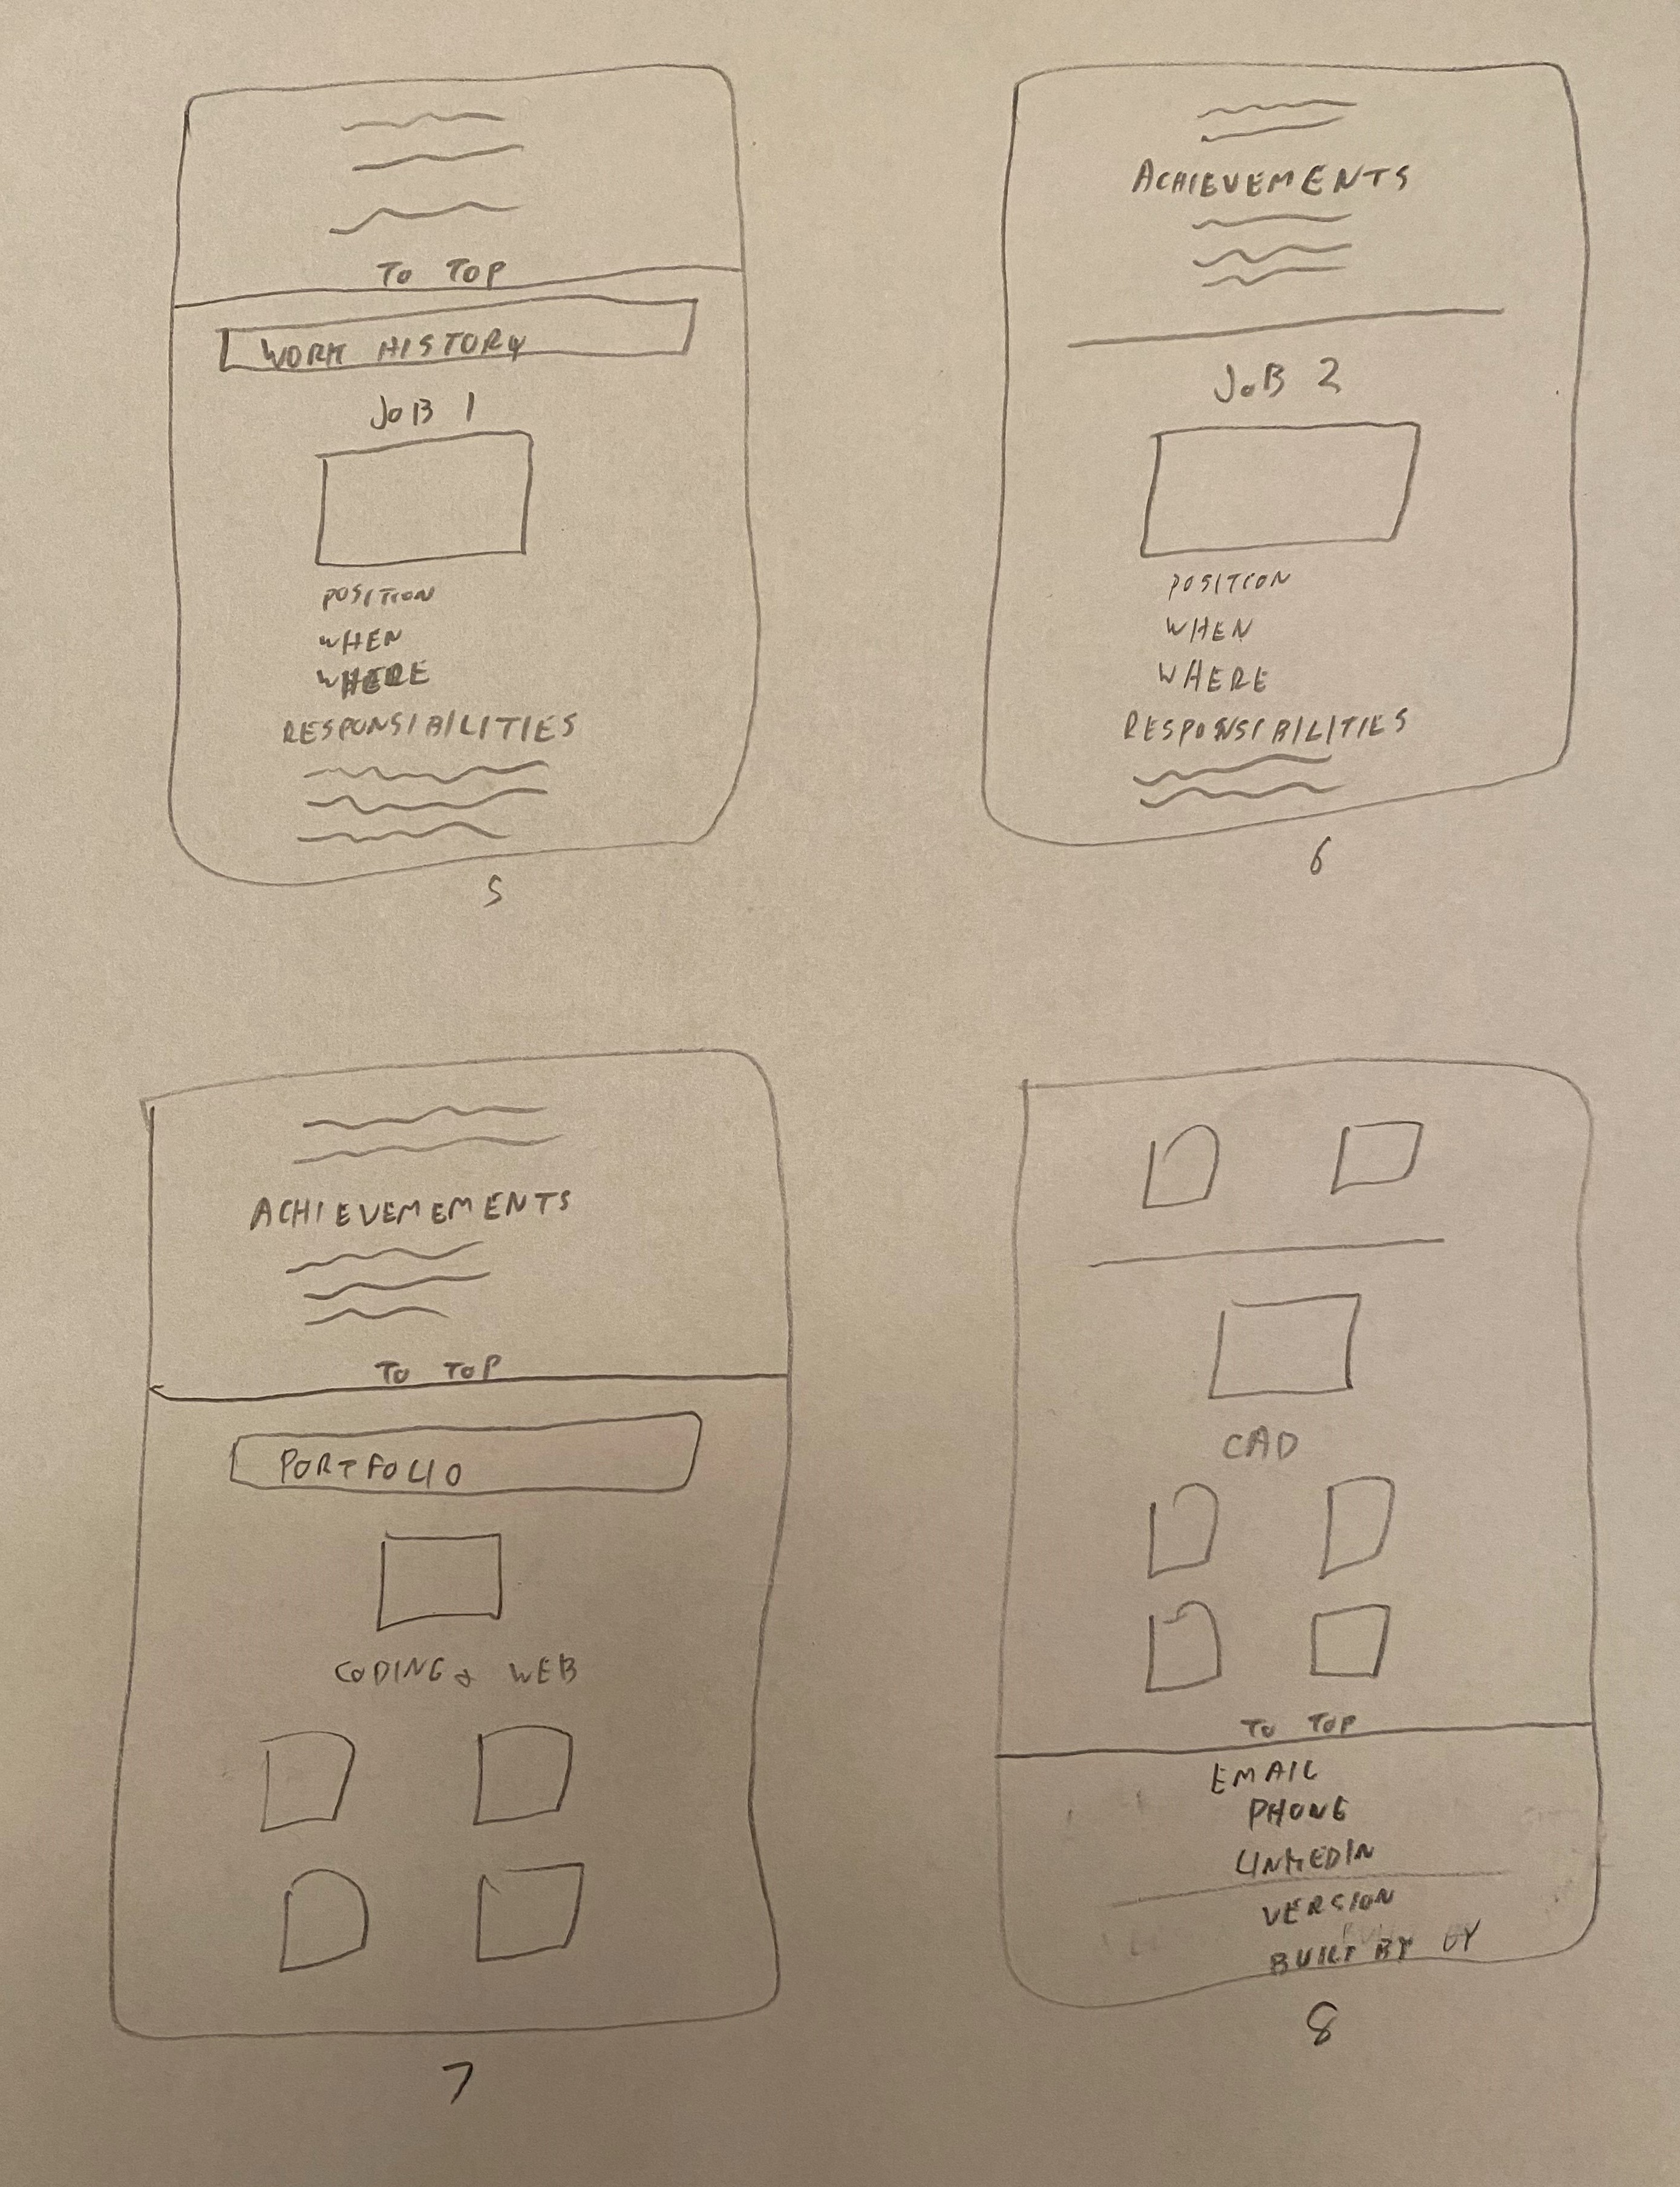 TO TOP
WORK HISTORY
JOB 1
POSITION
WHEN
WHERE
RESPONSIBILITIES
5
ACHIEVEMENTS
JOB 2
POSITION
WHEN
WHERE
RESPONSIBILITIES
6
ACHIEVEMEMENTS
TO TOP
PORTFOLIO
CODING & WEB
7
CAD
TO TOP
EMAIL
PHONE
LINKEDIN
VERSION
BUILT BY
8